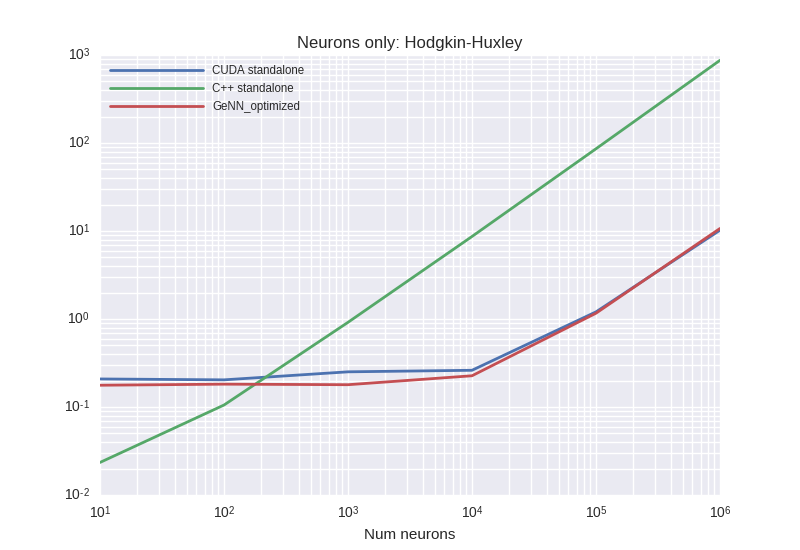 Neurons only: Hodgkin-Huxley
10³
CUDA standalone
C++ standalone
GeNN_optimized
10²
10¹
10⁰
10⁻¹
10⁻²
10¹ 10² 10³ 10⁴ 10⁵ 10⁶
Num neurons